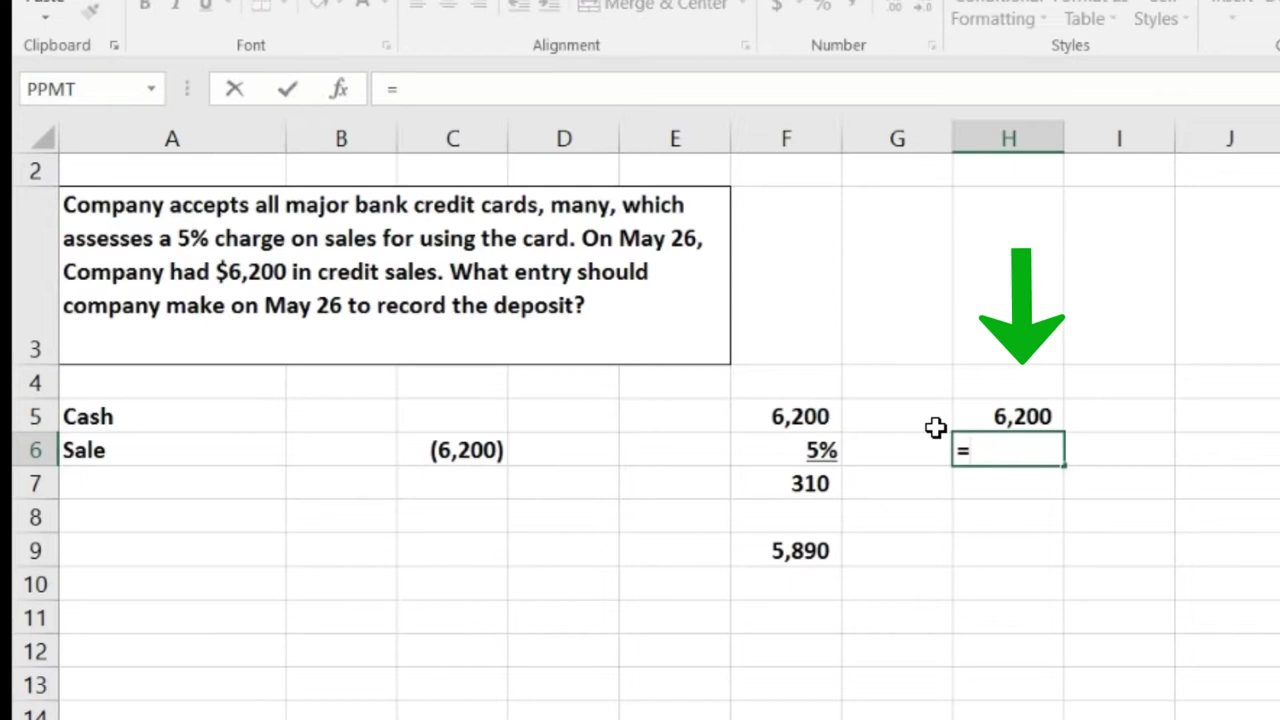 Merge & Center
$ %
Formatting Table Styles
Clipboard Font Alignment Number Styles
PPMT fx =
A B C D E F G H I J
2
Company accepts all major bank credit cards, many, which
assesses a 5% charge on sales for using the card. On May 26,
Company had $6,200 in credit sales. What entry should
company make on May 26 to record the deposit?
3
4
5 Cash 6,200 6,200
6 Sale (6,200) 5% =
7 310
8
9 5,890
10
11
12
13
14